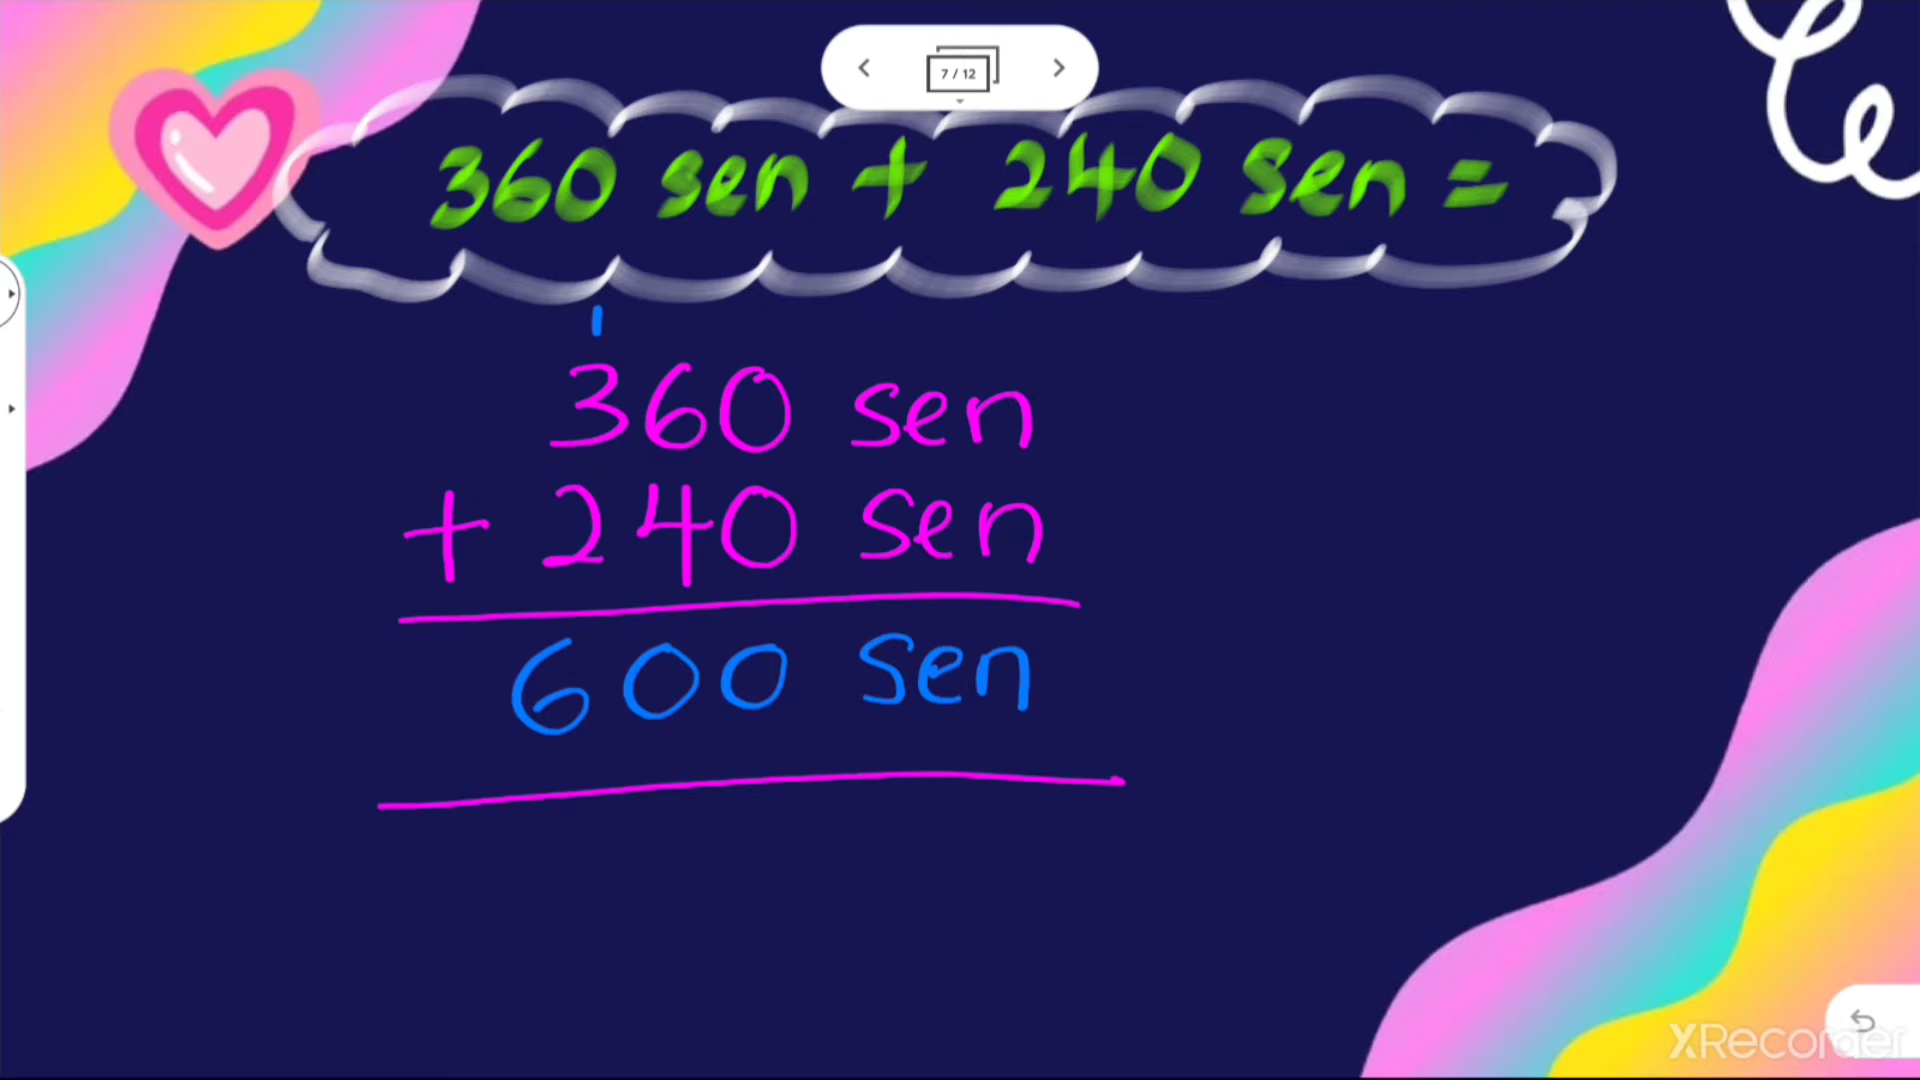 7 / 12
360 sen + 240 sen =
1
360 sen
+ 240 sen
600 sen
XRecorder